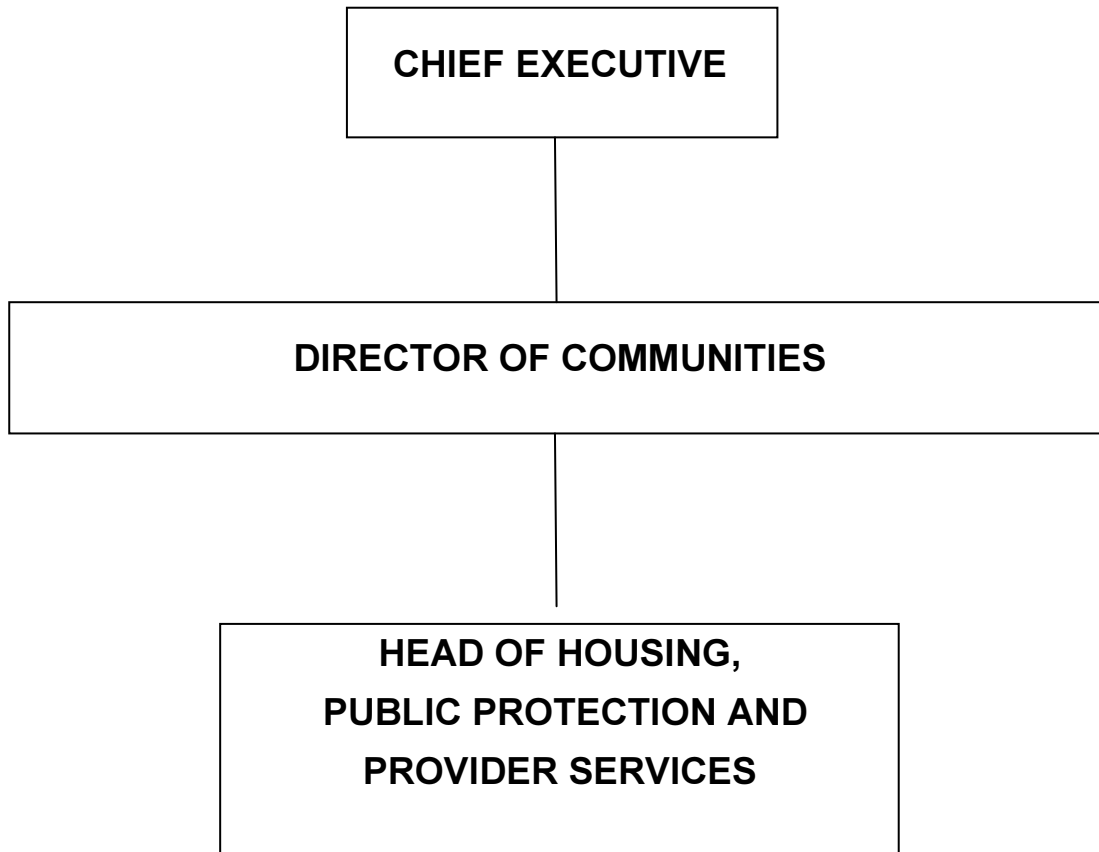 CHIEF EXECUTIVE
DIRECTOR OF COMMUNITIES
HEAD OF HOUSING,
PUBLIC PROTECTION AND
PROVIDER SERVICES